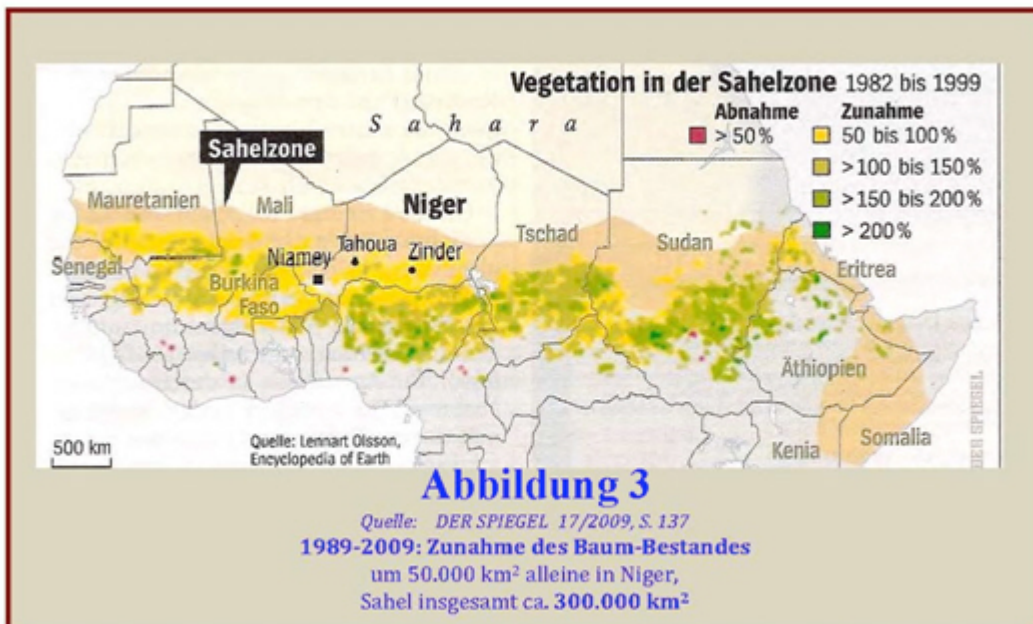 Vegetation in der Sahelzone 1982 bis 1999
Abnahme
> 50%
Zunahme
50 bis 100%
>100 bis 150%
>150 bis 200%
> 200%
Sahara
Sahelzone
Mauretanien
Mali
Niger
Tschad
Sudan
Eritrea
Senegal
Niamey
Tahoua
Zinder
Burkina
Faso
Äthiopien
Kenia
Somalia
500 km
Quelle: Lennart Olsson,
Encyclopedia of Earth
DER SPIEGEL
Abbildung 3
Quelle: DER SPIEGEL 17/2009, S. 137
1989-2009: Zunahme des Baum-Bestandes
um 50.000 km² alleine in Niger,
Sahel insgesamt ca. 300.000 km²